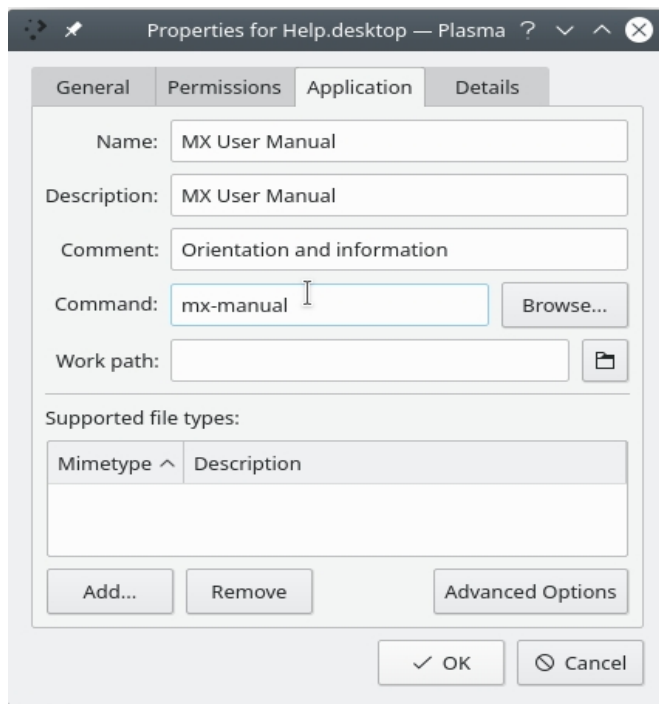 Properties for Help.desktop — Plasma ?
General Permissions Application Details
Name: MX User Manual
Description: MX User Manual
Comment: Orientation and information
Command: mx-manual Browse...
Work path:
Supported file types:
Mimetype Description
Add... Remove Advanced Options
OK Cancel